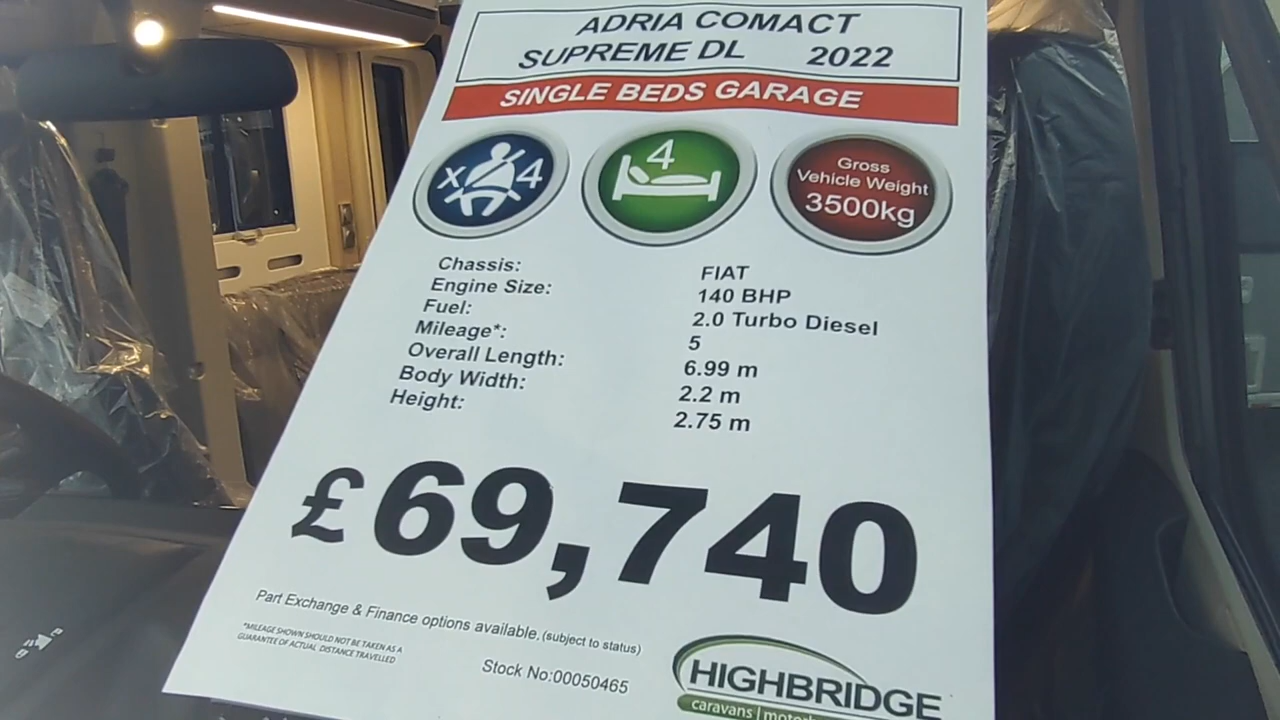 ADRIA COMACT
SUPREME DL 2022
SINGLE BEDS GARAGE
x 4
4
Gross
Vehicle Weight
3500kg
Chassis: FIAT
Engine Size: 140 BHP
Fuel: 2.0 Turbo Diesel
Mileage*: 5
Overall Length: 6.99 m
Body Width: 2.2 m
Height: 2.75 m
£69,740
Part Exchange & Finance options available. (subject to status)
*MILEAGE SHOWN SHOULD NOT BE TAKEN AS A
GUARANTEE OF ACTUAL DISTANCE TRAVELLED
Stock No:00050465
HIGHBRIDGE
caravans |